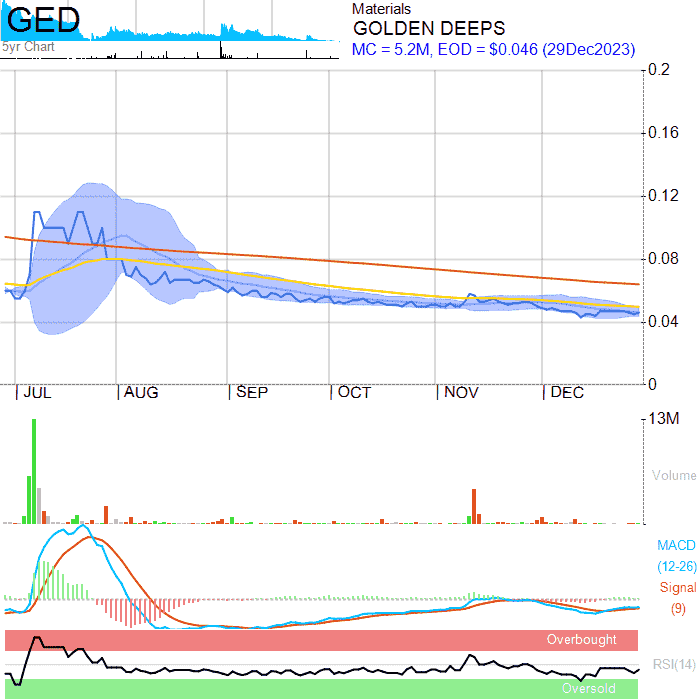 GED
5yr Chart
Materials
GOLDEN DEEPS
MC = 5.2M, EOD = $0.046 (29Dec2023)
0.2
0.16
0.12
0.08
0.04
0
JUL AUG SEP OCT NOV DEC
13M
Volume
MACD
(12-26)
Signal
(9)
Overbought
RSI(14)
Oversold